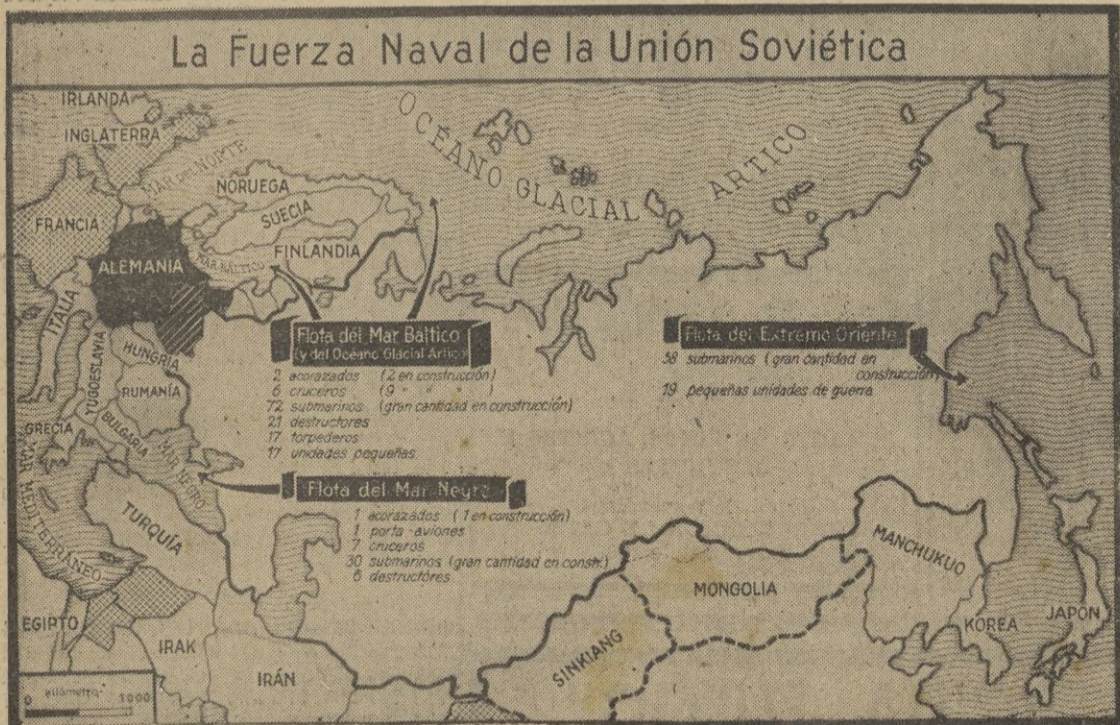 La Fuerza Naval de la Unión Soviética
IRLANDA
INGLATERRA
MAR DEL NORTE
NORUEGA
SUECIA
FINLANDIA
FRANCIA
ALEMANIA
MAR BÁLTICO
OCÉANO GLACIAL ARTICO
ITALIA
YUGOESLAVIA
HUNGRIA
RUMANÍA
BULGARIA
GRECIA
MAR NEGRO
MAR MEDITERRÁNEO
TURQUÍA
EGIPTO
IRAK
IRÁN
SINKIANG
MONGOLIA
MANCHUKUO
KOREA
JAPÓN
Flota del Mar Baltico
(y del Océano Glacial Artico)
2 acorazados (2 en construcción)
6 cruceros (9 " " )
72 submarinos (gran cantidad en construcción)
21 destructores
17 torpederos
17 unidades pequeñas
Flota del Mar Negro
1 acorazados (1 en construcción)
1 porta-aviones
7 cruceros
30 submarinos (gran cantidad en constr.)
6 destructores
Flota del Extremo Oriente
58 submarinos (gran cantidad en
construcción)
19 pequeñas unidades de guerra
0 1000